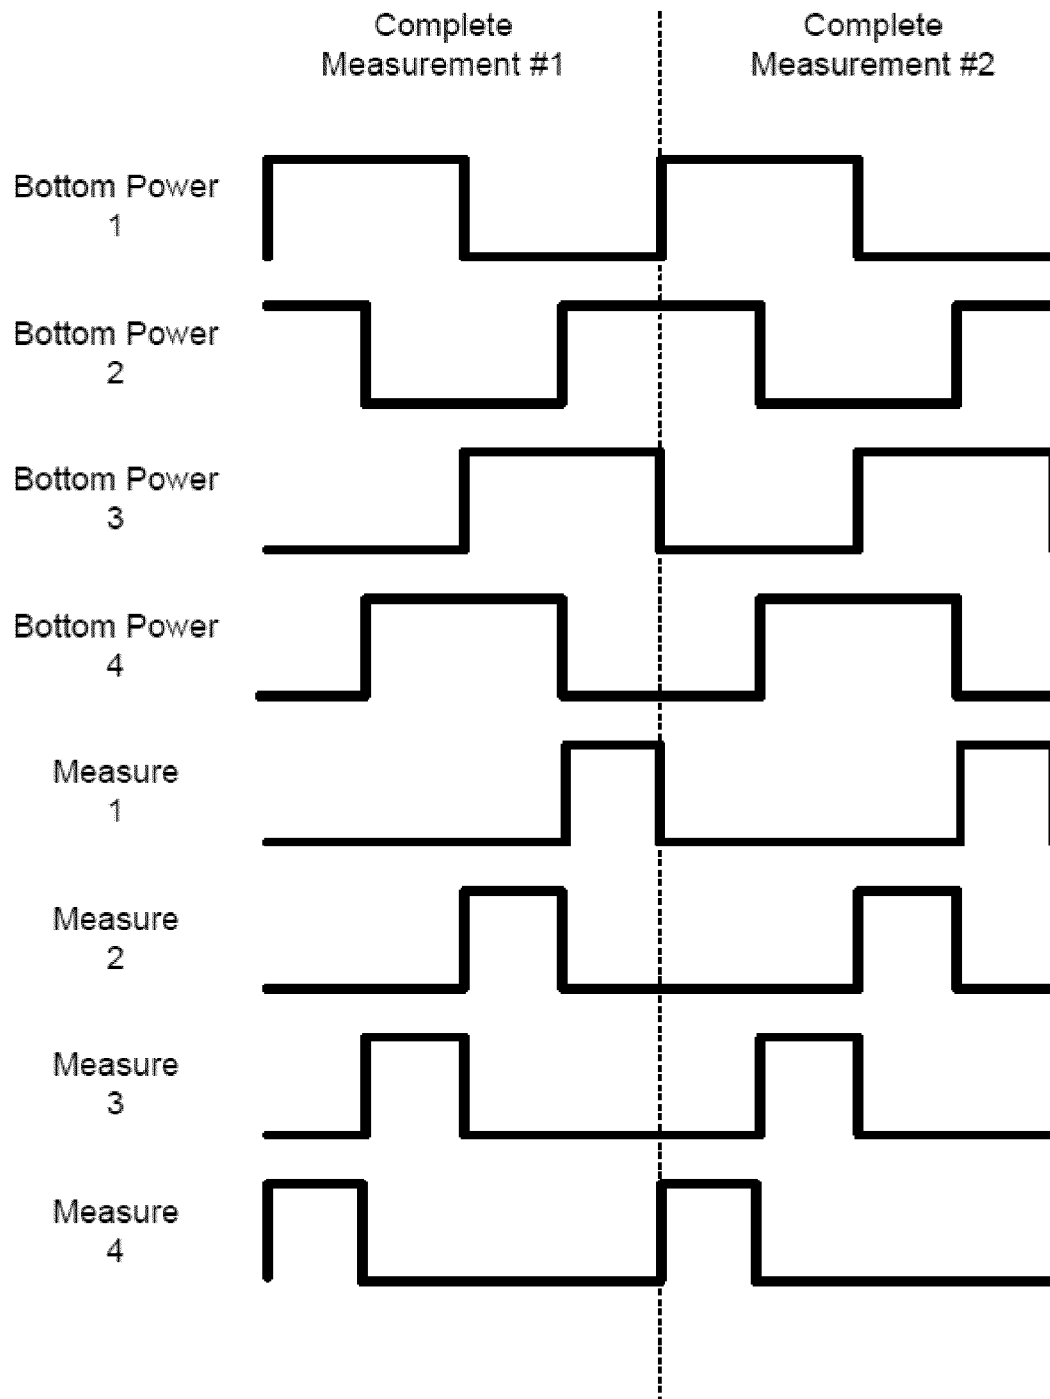 Complete
Measurement #1
Complete
Measurement #2
Bottom Power
1
Bottom Power
2
Bottom Power
3
Bottom Power
4
Measure
1
Measure
2
Measure
3
Measure
4